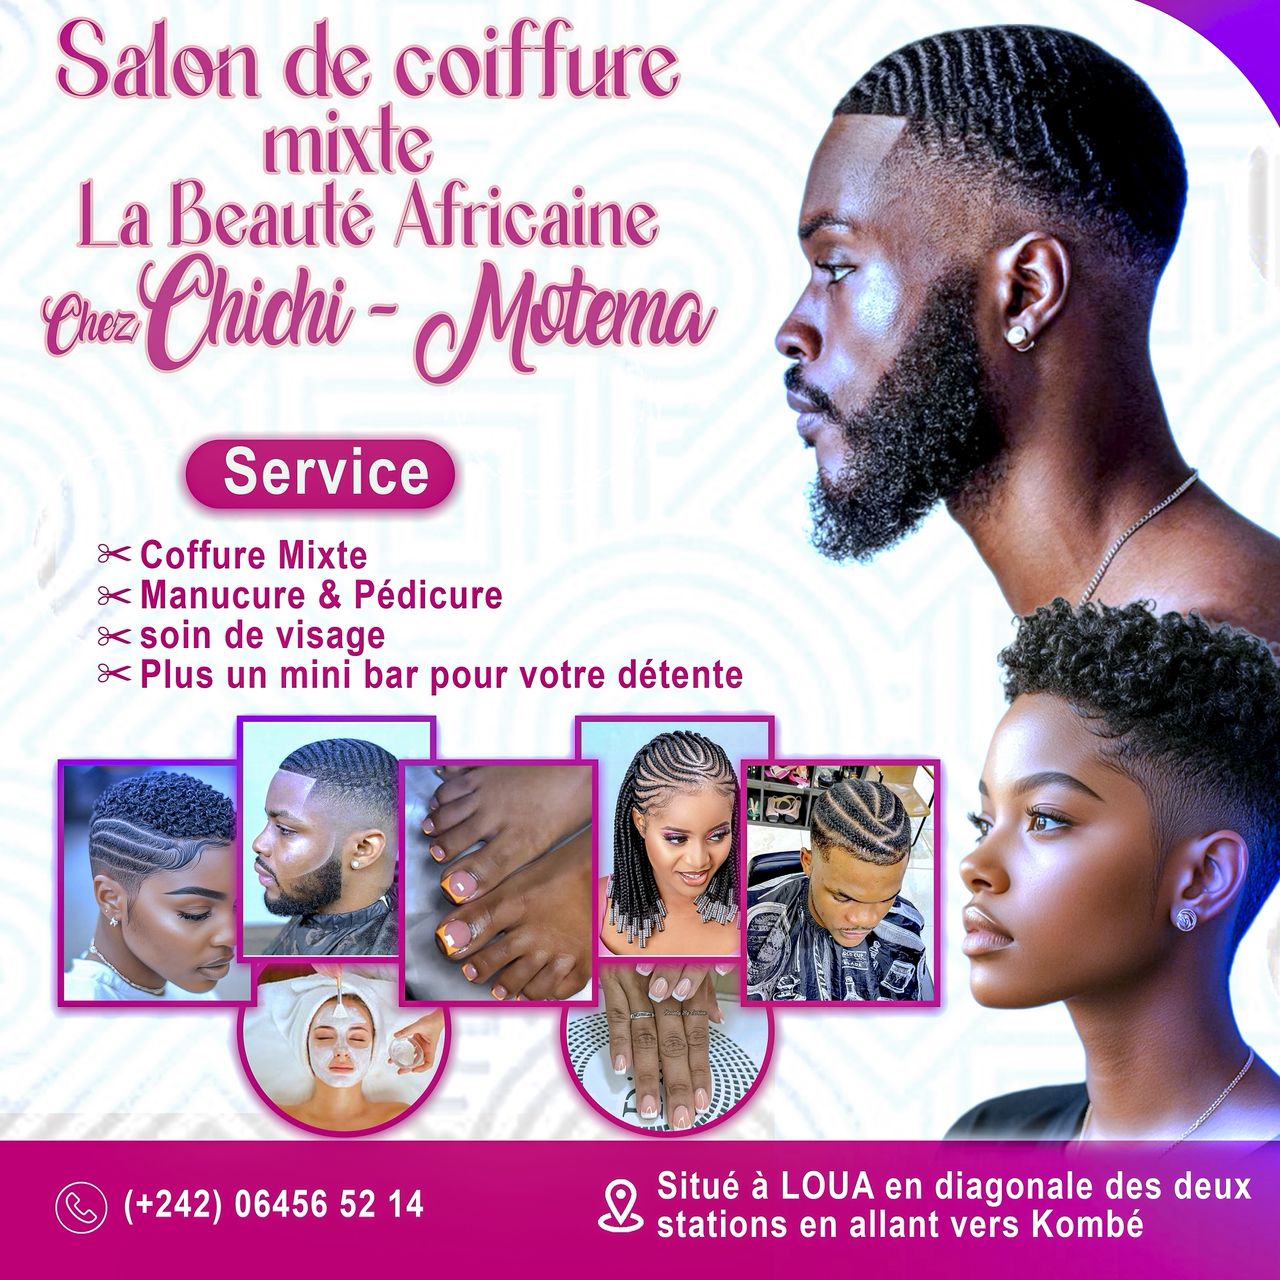 Salon de coiffure
mixte
La Beauté Africaine
Chez Chichi - Motema
Service
Coffure Mixte
Manucure & Pédicure
soin de visage
Plus un mini bar pour votre détente
(+242) 06456 52 14
Situé à LOUA en diagonale des deux
stations en allant vers Kombé